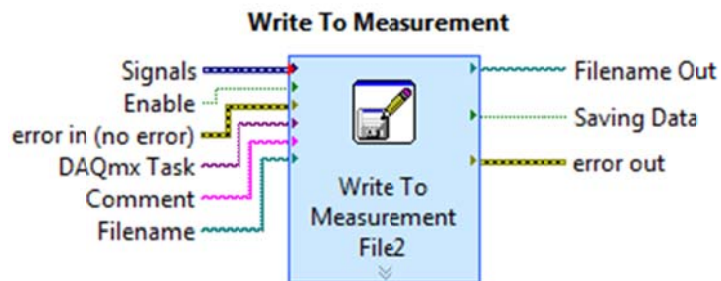 Write To Measurement
Signals
Enable
error in (no error)
DAQmx Task
Comment
Filename
Write To
Measurement
File2
Filename Out
Saving Data
error out